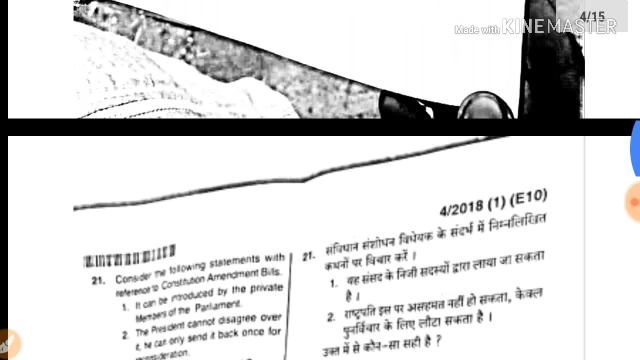 4/15
Made with KINEMASTER
4/2018 (1) (E10)
21. Consider the following statements with
reference to Constitution Amendment Bills.
1. It can be introduced by the private
Members of the Parliament.
2. The President cannot disagree over
it, he can only send it back once for
21. संविधान संशोधन विधेयक के संदर्भ में निम्नलिखित
कथनों पर विचार करें ।
1. यह संसद के निजी सदस्यों द्वारा लाया जा सकता
है ।
2. राष्ट्रपति इस पर असहमत नहीं हो सकता, केवल
पुनर्विचार के लिए लौटा सकता है ।
उक्त में से कौन-सा सही है ?